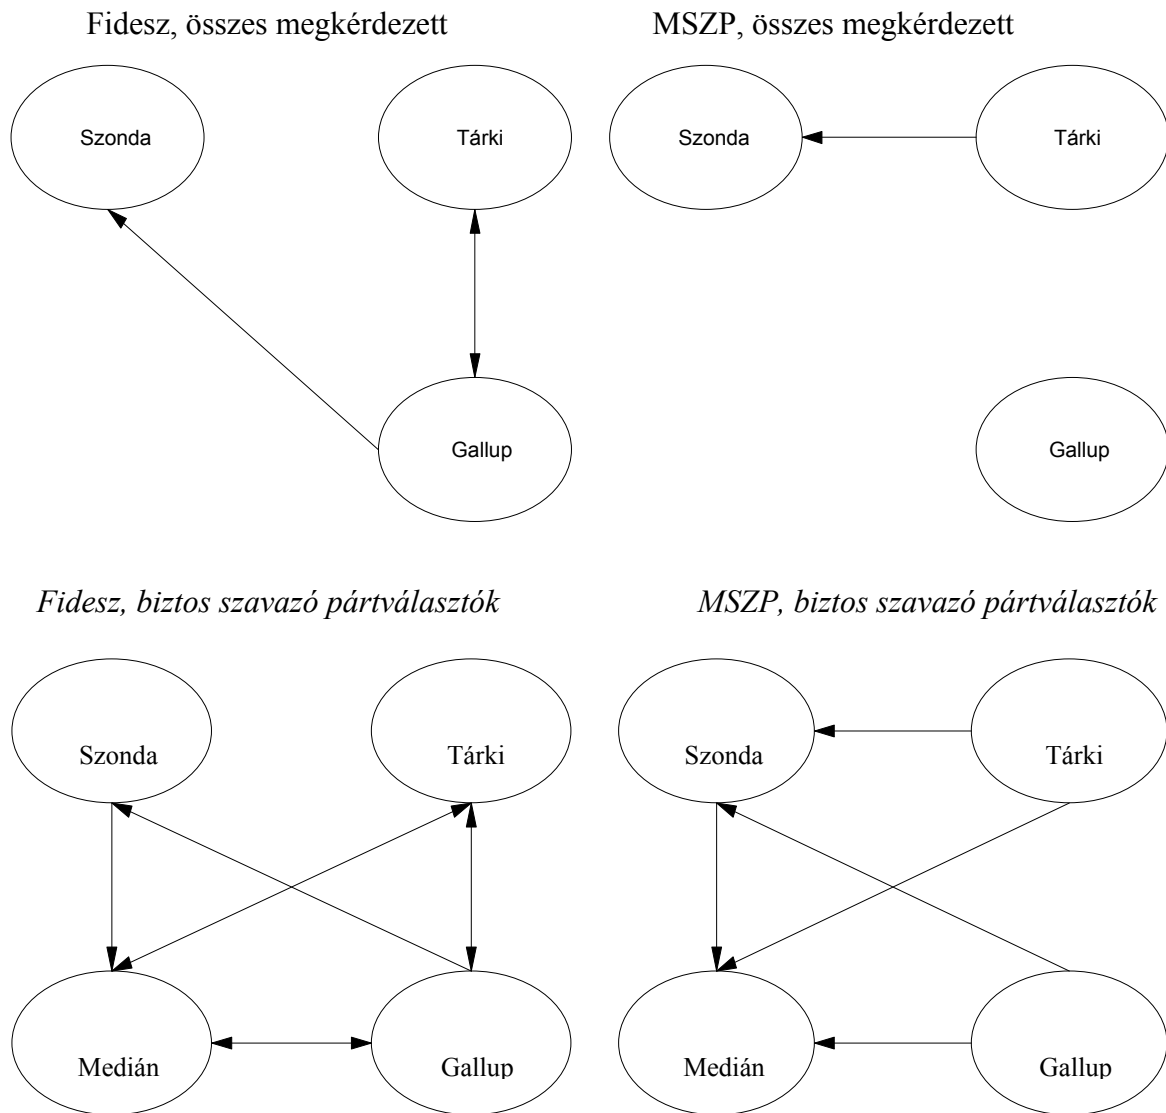 Fidesz, összes megkérdezett
MSZP, összes megkérdezett
Szonda
Tárki
Szonda
Tárki
Gallup
Gallup
Fidesz, biztos szavazó pártválasztók
MSZP, biztos szavazó pártválasztók
Szonda
Tárki
Szonda
Tárki
Medián
Gallup
Medián
Gallup